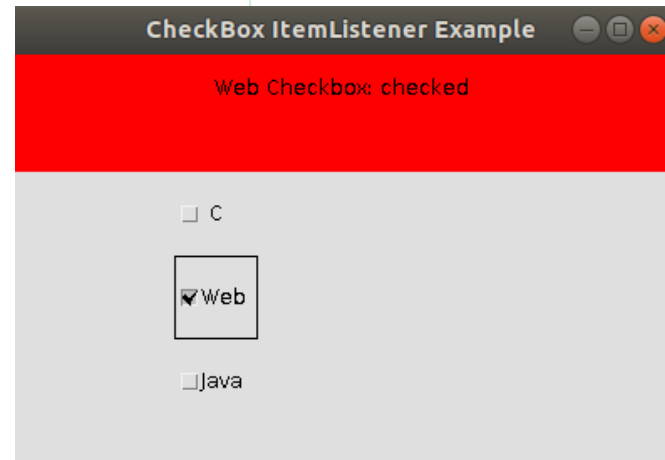 CheckBox ItemListener Example
Web Checkbox: checked
C
Web
Java